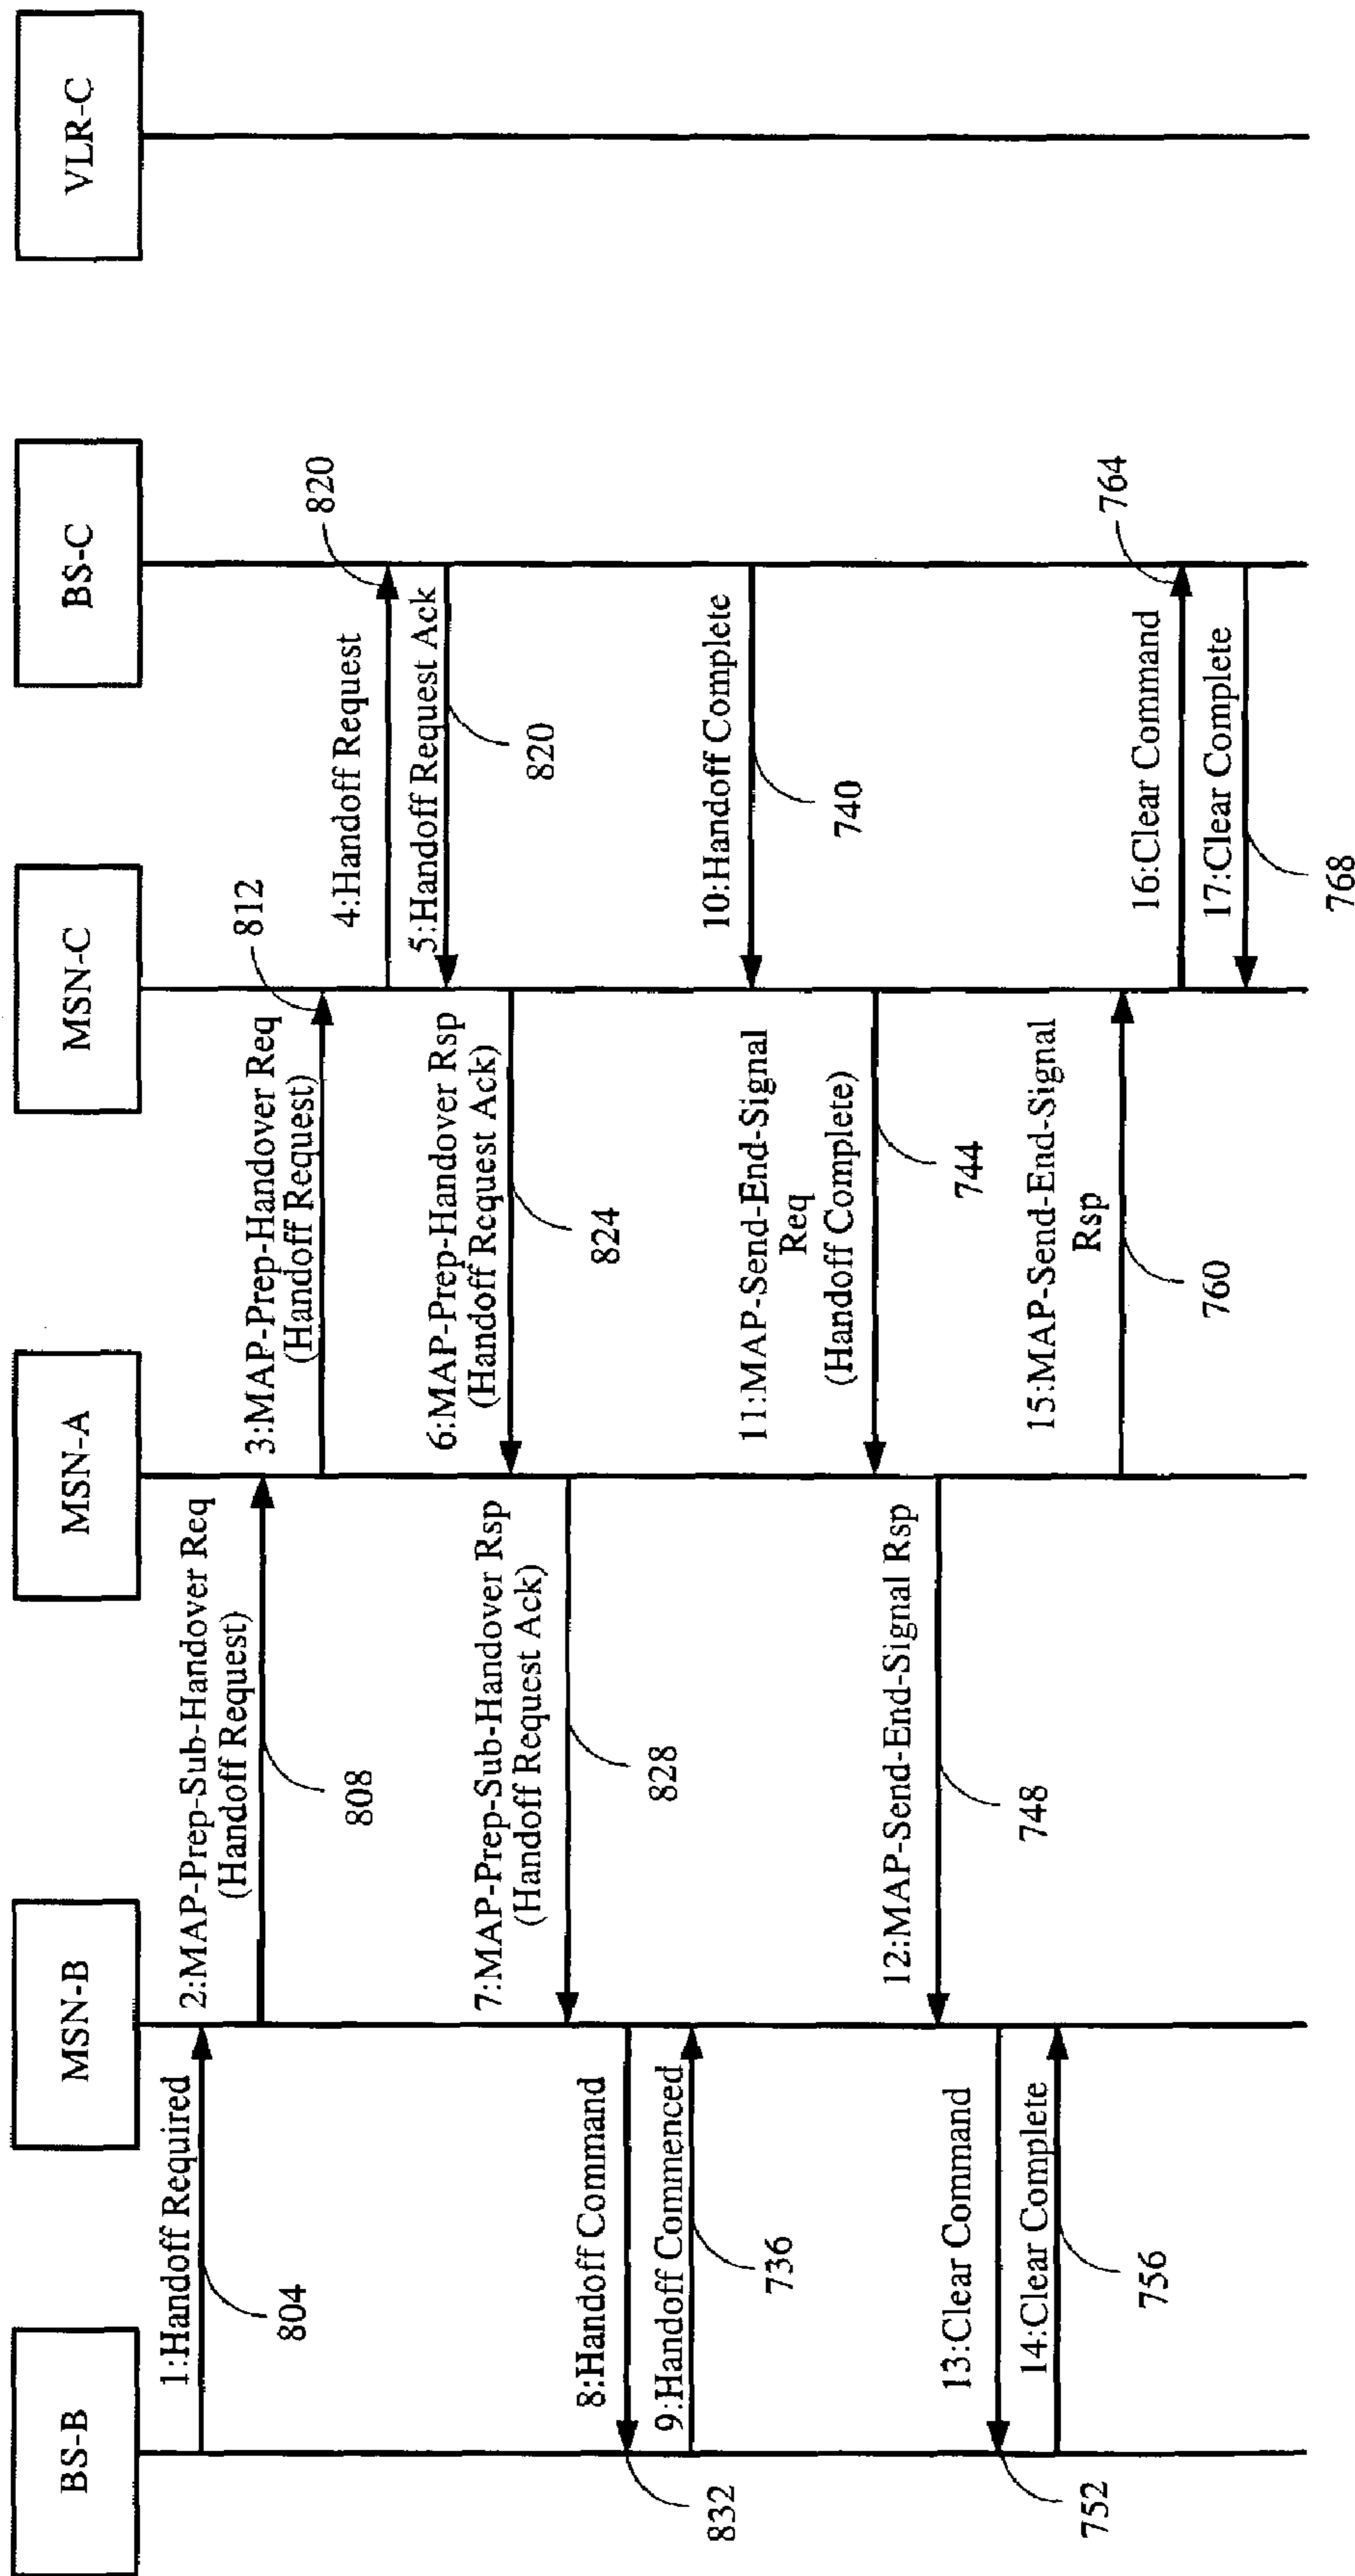 BS-B
MSN-B
MSN-A
MSN-C
BS-C
VLR-C
1:Handoff Required
804
2:MAP-Prep-Sub-Handover Req
(Handoff Request)
808
3:MAP-Prep-Handover Req
(Handoff Request)
812
4:Handoff Request
820
5:Handoff Request Ack
820
6:MAP-Prep-Handover Rsp
(Handoff Request Ack)
824
7:MAP-Prep-Sub-Handover Rsp
(Handoff Request Ack)
828
8:Handoff Command
832
9:Handoff Commenced
736
10:Handoff Complete
740
11:MAP-Send-End-Signal
Req
(Handoff Complete)
744
12:MAP-Send-End-Signal Rsp
748
13:Clear Command
752
14:Clear Complete
756
15:MAP-Send-End-Signal
Rsp
760
16:Clear Command
764
17:Clear Complete
768